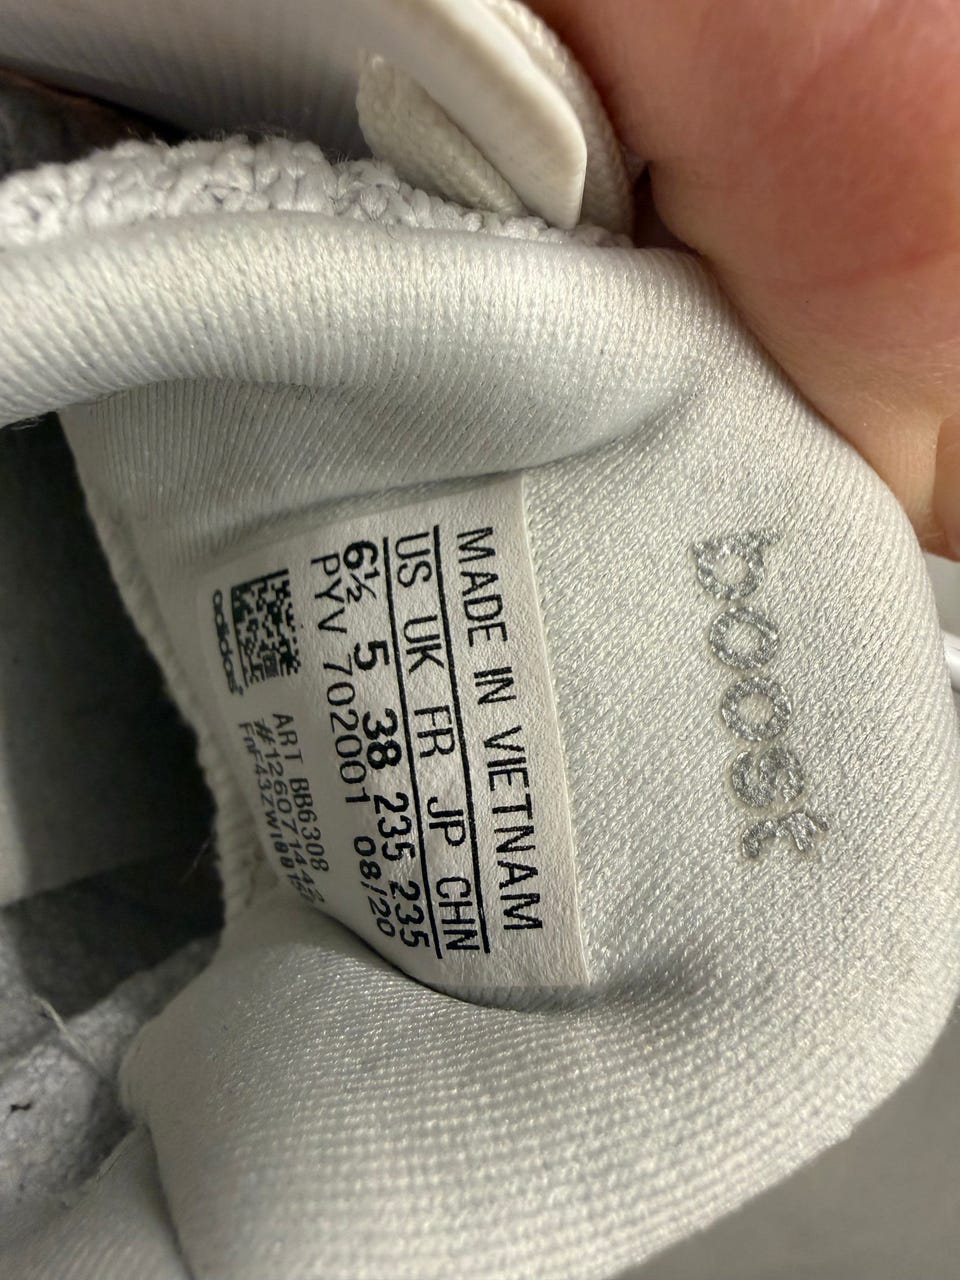 MADE IN VIETNAM
US UK FR JP CHN
6½ 5 38 235 235
PYV 702001 08/20
ART BB6308
adidas
boost